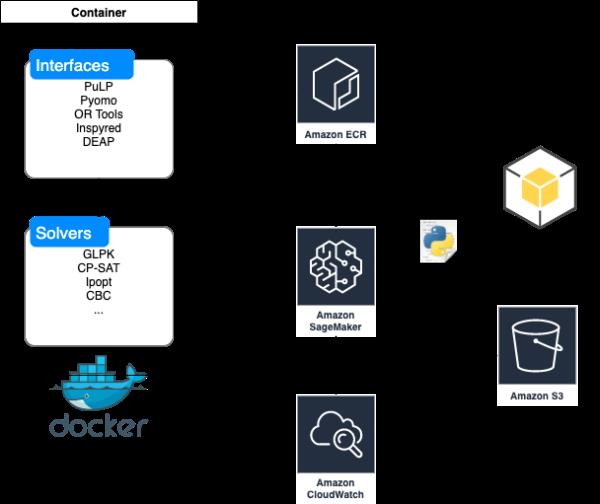 Container
Interfaces
PuLP
Pyomo
OR Tools
Inspyred
DEAP
Solvers
GLPK
CP-SAT
Ipopt
CBC
...
docker
Amazon ECR
Amazon
SageMaker
Amazon
CloudWatch
Amazon S3